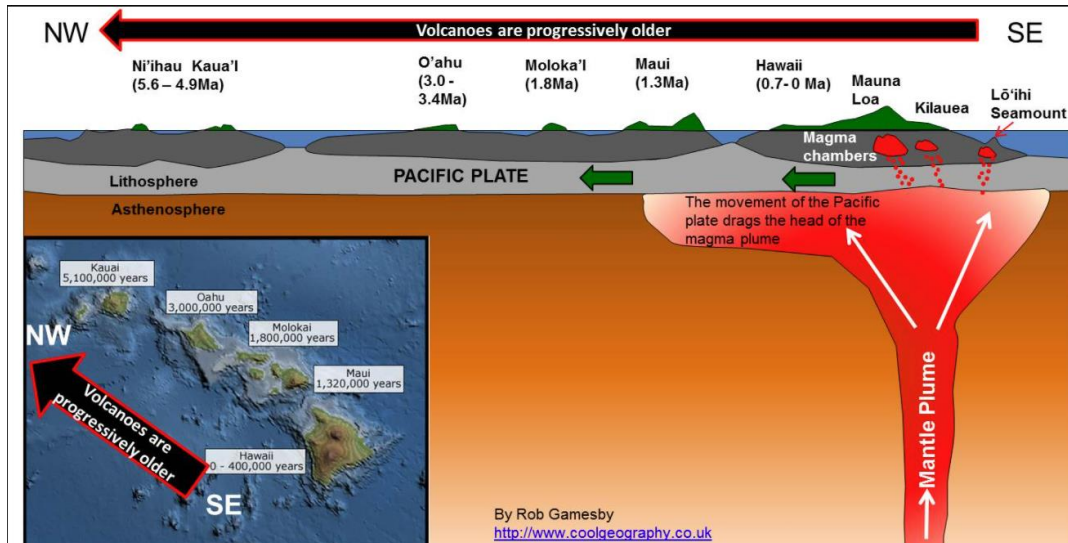 Volcanoes are progressively older
NW
SE
Ni'ihau Kaua'I
(5.6 – 4.9Ma)
O'ahu
(3.0 -
3.4Ma)
Moloka'I
(1.8Ma)
Maui
(1.3Ma)
Hawaii
(0.7- 0 Ma)
Mauna
Loa
Kilauea
Lō'ihi
Seamount
Magma
chambers
Lithosphere
PACIFIC PLATE
Asthenosphere
The movement of the Pacific
plate drags the head of the
magma plume
Mantle Plume
Kauai
5,100,000 years
Oahu
3,000,000 years
Molokai
1,800,000 years
Maui
1,320,000 years
Hawaii
0 - 400,000 years
NW
Volcanoes are
progressively older
SE
By Rob Gamesby
http://www.coolgeography.co.uk